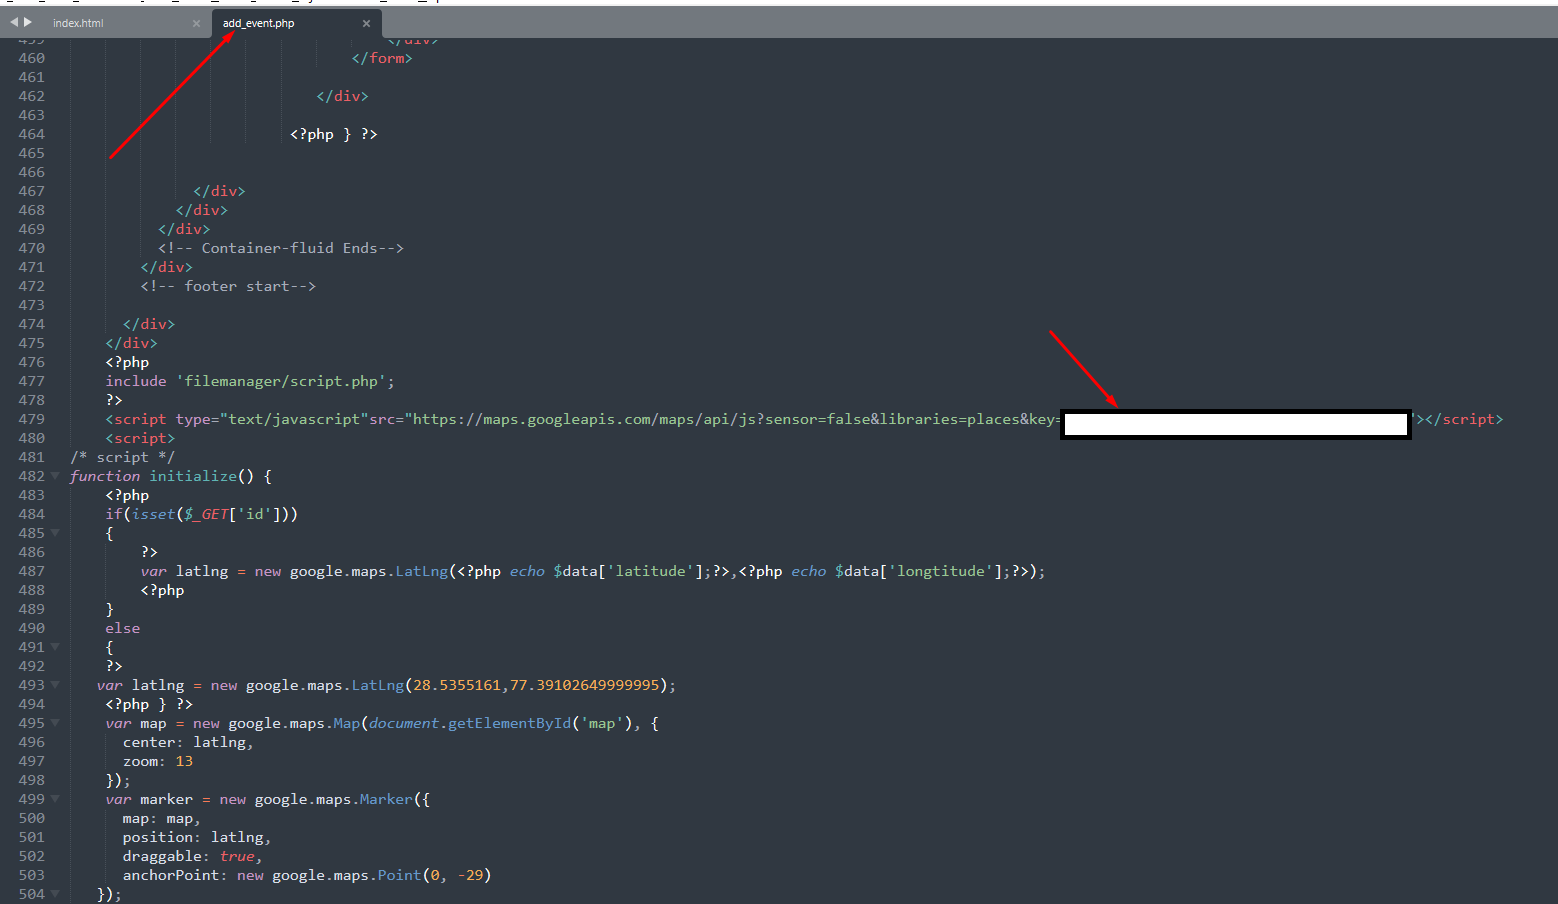 index.html × add_event.php ×
459 </div>
460 </form>
461
462 </div>
463
464 <?php } ?>
465
466
467 </div>
468 </div>
469 </div>
470 <!-- Container-fluid Ends-->
471 </div>
472 <!-- footer start-->
473
474 </div>
475 </div>
476 <?php
477 include 'filemanager/script.php';
478 ?>
479 <script type="text/javascript"src="https://maps.googleapis.com/maps/api/js?sensor=false&libraries=places&key= "></script>
480 <script>
481 /* script */
482 function initialize() {
483 <?php
484 if(isset($_GET['id']))
485 {
486 ?>
487 var latlng = new google.maps.LatLng(<?php echo $data['latitude'];?>,<?php echo $data['longtitude'];?>);
488 <?php
489 }
490 else
491 {
492 ?>
493 var latlng = new google.maps.LatLng(28.5355161,77.39102649999995);
494 <?php } ?>
495 var map = new google.maps.Map(document.getElementById('map'), {
496 center: latlng,
497 zoom: 13
498 });
499 var marker = new google.maps.Marker({
500 map: map,
501 position: latlng,
502 draggable: true,
503 anchorPoint: new google.maps.Point(0, -29)
504 });